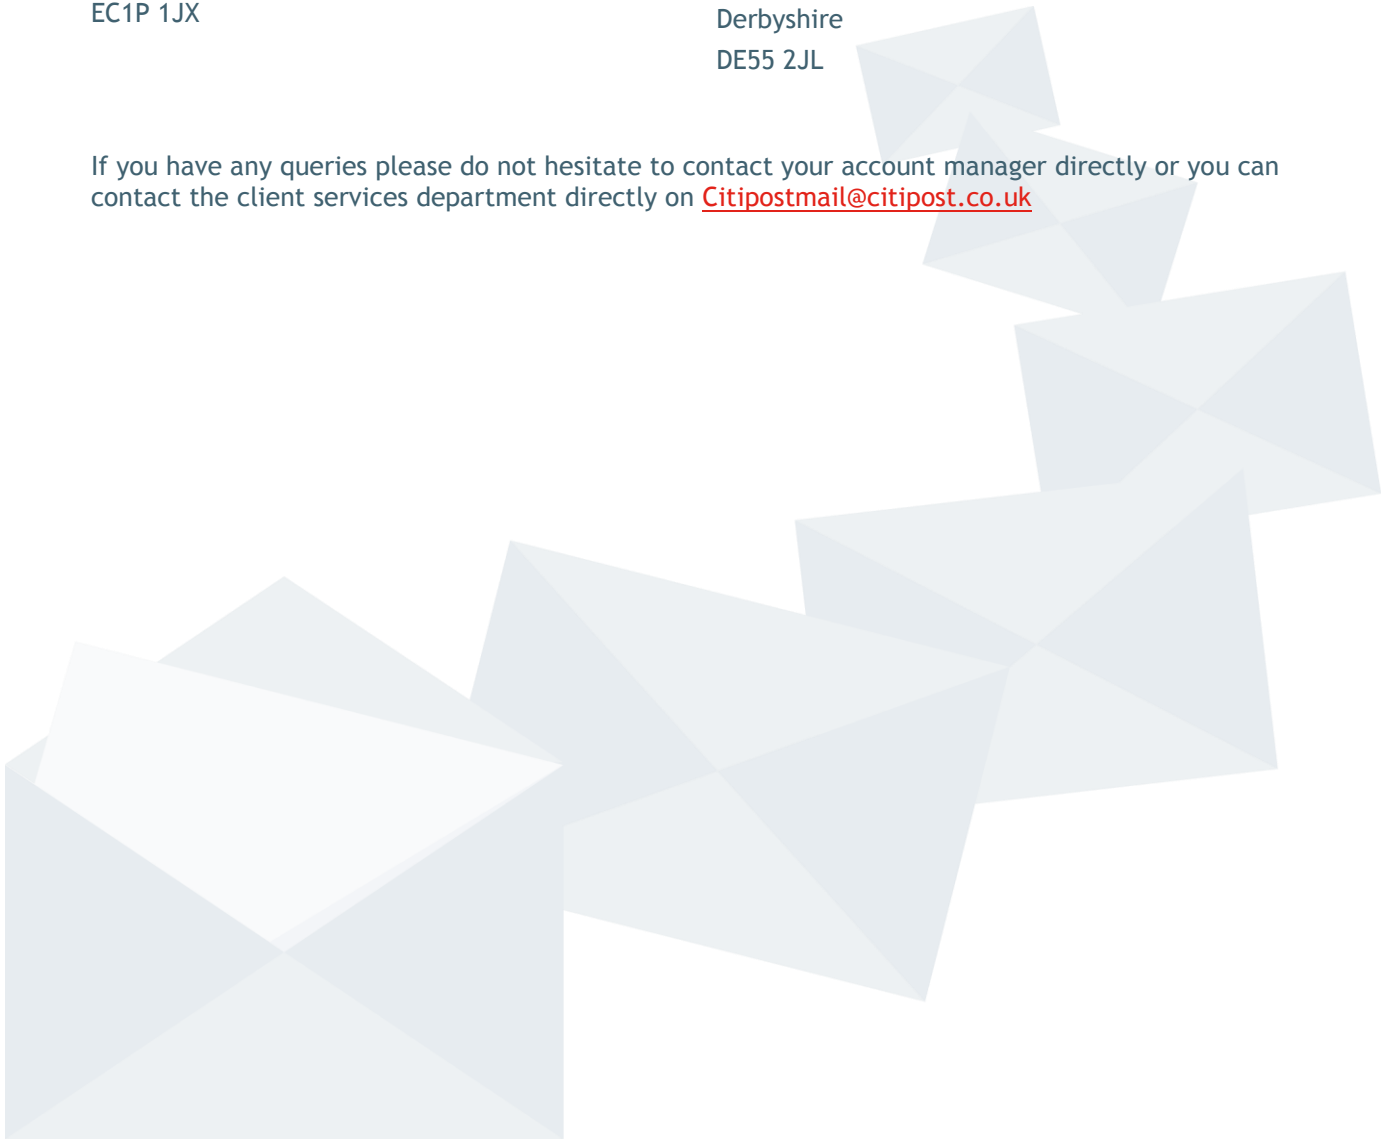 EC1P 1JX
Derbyshire
DE55 2JL
If you have any queries please do not hesitate to contact your account manager directly or you can
contact the client services department directly on Citipostmail@citipost.co.uk